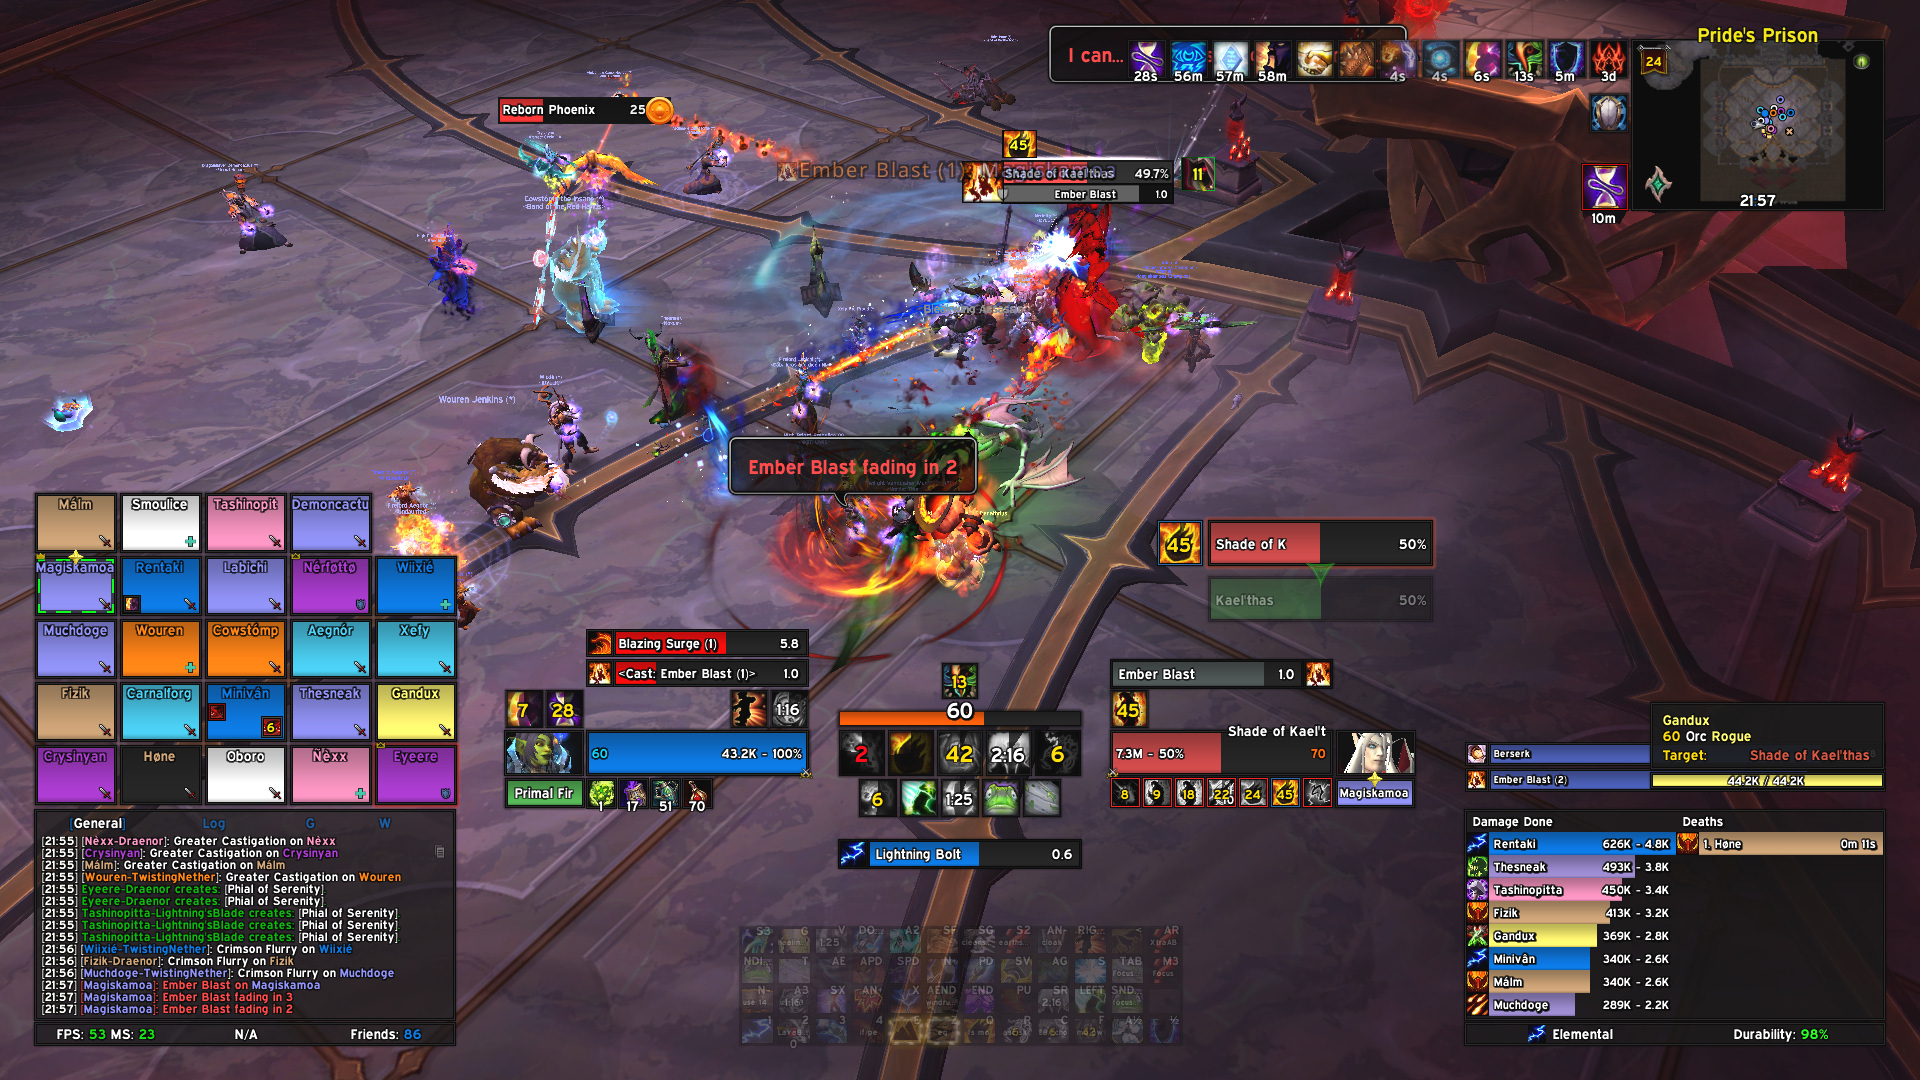 Pride's Prison
I can...
28s 56m 57m 58m 4s 4s 6s 13s 5m 3d
24
10m
21 57
Reborn Phoenix 25
45
Ember Blast (1)
Shade of Kael'thas 49.7%
Ember Blast 1.0
11
Wouren Jenkins (*)
Ember Blast fading in 2
45 Shade of K 50%
Kael'thas 50%
Málm
Smoulice
Tashinopit
Demoncactu
Magiskamoa
Rentaki
Labichi
Nérføttø
Wiixié
Muchdoge
Wouren
Cowstómp
Aegnór
Xefy
Fizik
Carnalforg
Minivân
6
Thesneak
Gandux
Crysinyan
Høne
Oboro
Ñèxx
Eyeere
Blazing Surge (1) 5.8
<Cast: Ember Blast (1)> 1.0
7 28 1:16
60 43.2K - 100%
Primal Fir
1 17 51 70
13
60
2 42 2:16 6
6 1:25
Lightning Bolt 0.6
Ember Blast 1.0
45
Shade of Kael't
7.3M - 50% 70
8 9 18 22 24 45
Magiskamoa
Gandux
60 Orc Rogue
Target: Shade of Kael'thas
44.2K / 44.2K
Berserk
Ember Blast (2)
[General] Log G W
[21:55] [Nèxx-Draenor]: Greater Castigation on Nèxx
[21:55] [Crysinyan]: Greater Castigation on Crysinyan
[21:55] [Málm]: Greater Castigation on Málm
[21:55] [Wouren-TwistingNether]: Greater Castigation on Wouren
[21:55] Eyeere-Draenor creates: [Phial of Serenity].
[21:55] Eyeere-Draenor creates: [Phial of Serenity].
[21:55] Tashinopitta-Lightning'sBlade creates: [Phial of Serenity].
[21:55] Tashinopitta-Lightning'sBlade creates: [Phial of Serenity].
[21:55] Tashinopitta-Lightning'sBlade creates: [Phial of Serenity].
[21:56] [Wiixié-TwistingNether]: Crimson Flurry on Wiixié
[21:56] [Fizik-Draenor]: Crimson Flurry on Fizik
[21:56] [Muchdoge-TwistingNether]: Crimson Flurry on Muchdoge
[21:57] [Magiskamoa]: Ember Blast on Magiskamoa
[21:57] [Magiskamoa]: Ember Blast fading in 3
[21:57] [Magiskamoa]: Ember Blast fading in 2
FPS: 53 MS: 23 N/A Friends: 86
Damage Done
Rentaki 626K - 4.8K
Thesneak 493K - 3.8K
Tashinopitta 450K - 3.4K
Fizik 413K - 3.2K
Gandux 369K - 2.8K
Minivân 340K - 2.6K
Málm 340K - 2.6K
Muchdoge 289K - 2.2K
Deaths
1. Høne 0m 11s
Elemental Durability: 98%